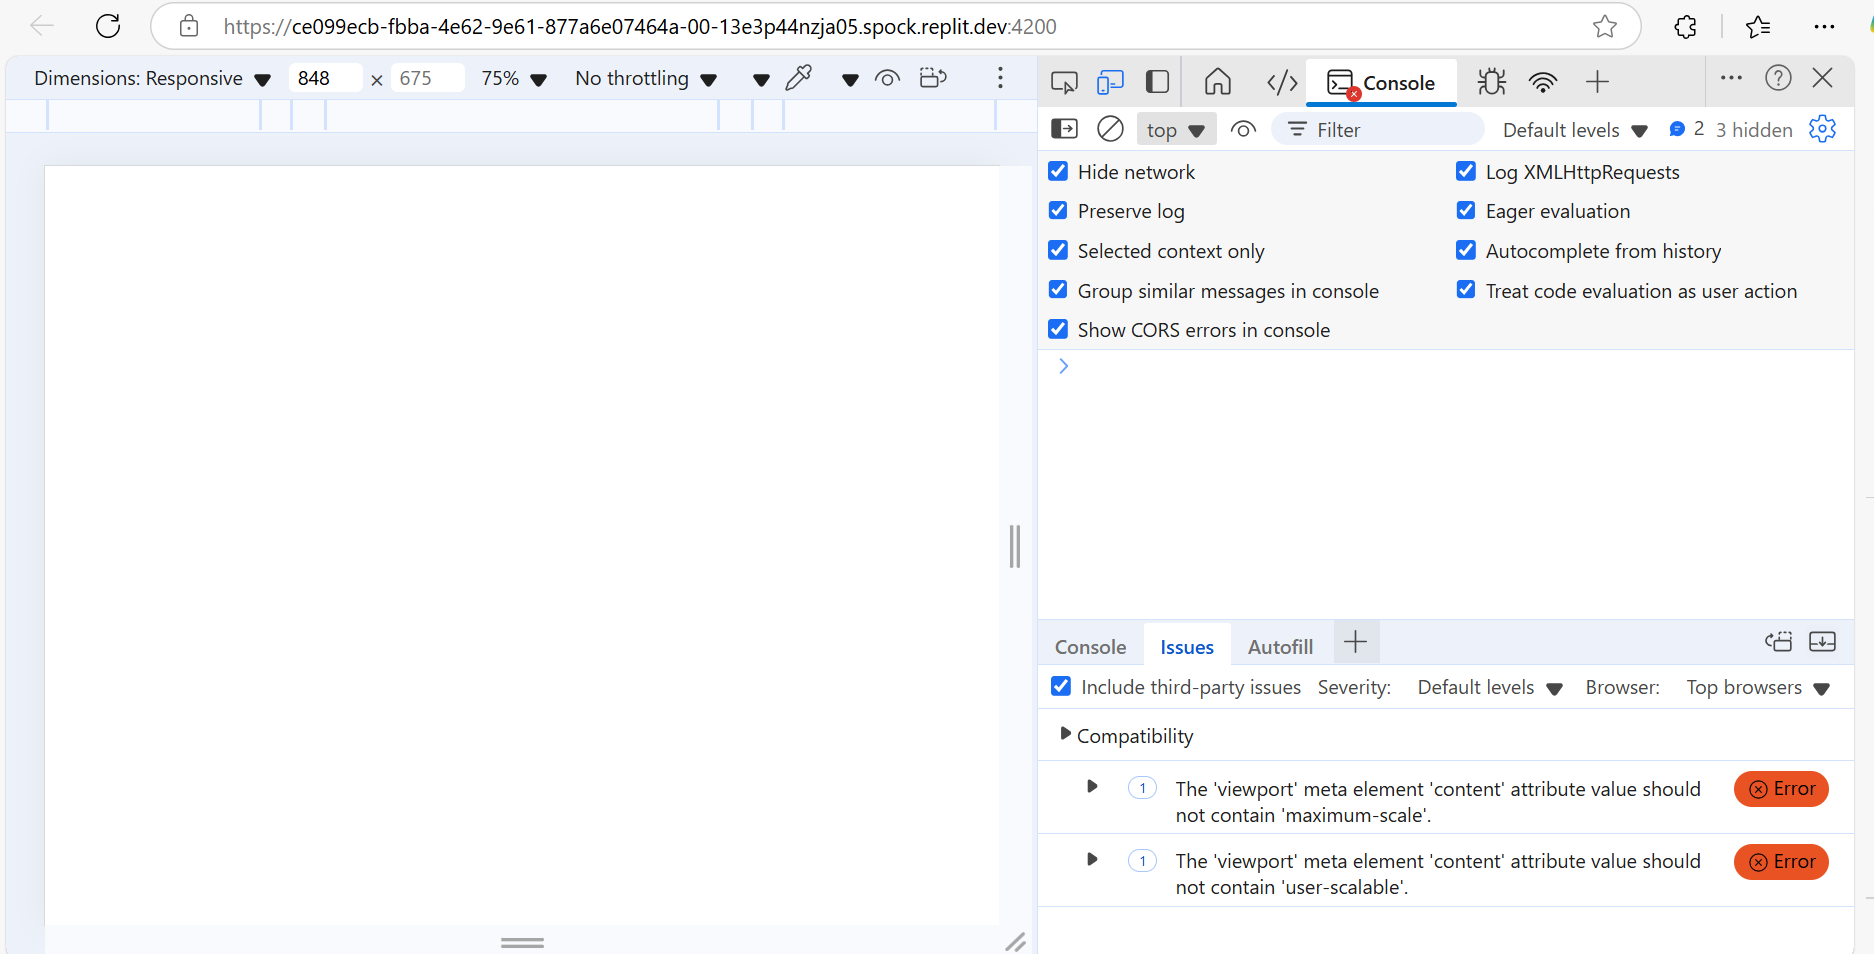 https://ce099ecb-fbba-4e62-9e61-877a6e07464a-00-13e3p44nzja05.spock.replit.dev:4200
Dimensions: Responsive 848 × 675 75% No throttling
Console
top Filter Default levels 2 3 hidden
Hide network Log XMLHttpRequests
Preserve log Eager evaluation
Selected context only Autocomplete from history
Group similar messages in console Treat code evaluation as user action
Show CORS errors in console
Console Issues Autofill
Include third-party issues Severity: Default levels Browser: Top browsers
Compatibility
1 The 'viewport' meta element 'content' attribute value should Error
not contain 'maximum-scale'.
1 The 'viewport' meta element 'content' attribute value should Error
not contain 'user-scalable'.